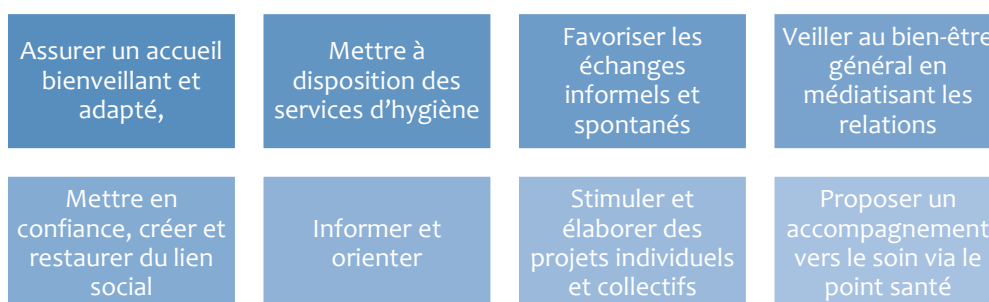 Assurer un accueil
bienveillant et
adapté,
Mettre à
disposition des
services d’hygiène
Favoriser les
échanges
informels et
spontanés
Veiller au bien-être
général en
médiatisant les
relations
Mettre en
confiance, créer et
restaurer du lien
social
Informer et
orienter
Stimuler et
élaborer des
projets individuels
et collectifs
Proposer un
accompagnement
vers le soin via le
point santé